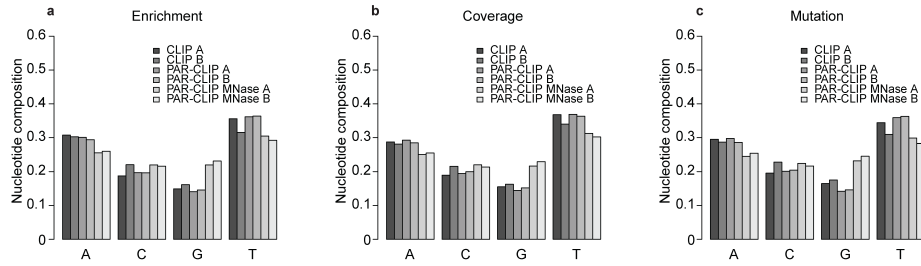 a
Enrichment
Nucleotide composition
0.6
0.5
0.4
0.3
0.2
0.1
0
CLIP A
CLIP B
PAR-CLIP A
PAR-CLIP B
PAR-CLIP MNase A
PAR-CLIP MNase B
A C G T
b
Coverage
Nucleotide composition
0.6
0.5
0.4
0.3
0.2
0.1
0
CLIP A
CLIP B
PAR-CLIP A
PAR-CLIP B
PAR-CLIP MNase A
PAR-CLIP MNase B
A C G T
c
Mutation
Nucleotide composition
0.6
0.5
0.4
0.3
0.2
0.1
0
CLIP A
CLIP B
PAR-CLIP A
PAR-CLIP B
PAR-CLIP MNase A
PAR-CLIP MNase B
A C G T